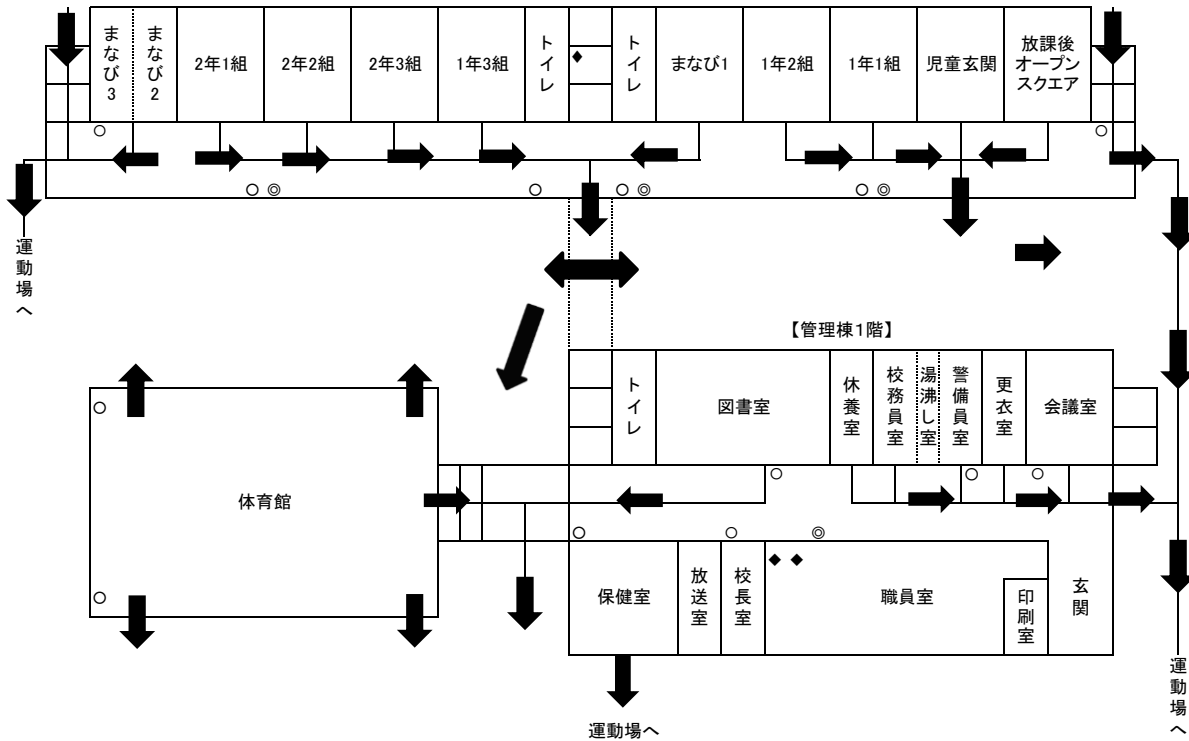 まなび3
まなび2
2年1組
2年2組
2年3組
1年3組
トイレ
◆
トイレ
まなび1
1年2組
1年1組
児童玄関
放課後
オープン
スクエア
○
○
○ ◎
○
○ ◎
○ ◎
運動場へ
【管理棟1階】
トイレ
図書室
休養室
校務員室
湯沸し室
警備員室
更衣室
会議室
○
体育館
○
○
○
○
○
◎
○
保健室
放送室
校長室
◆ ◆
職員室
印刷室
玄関
運動場へ
運動場へ